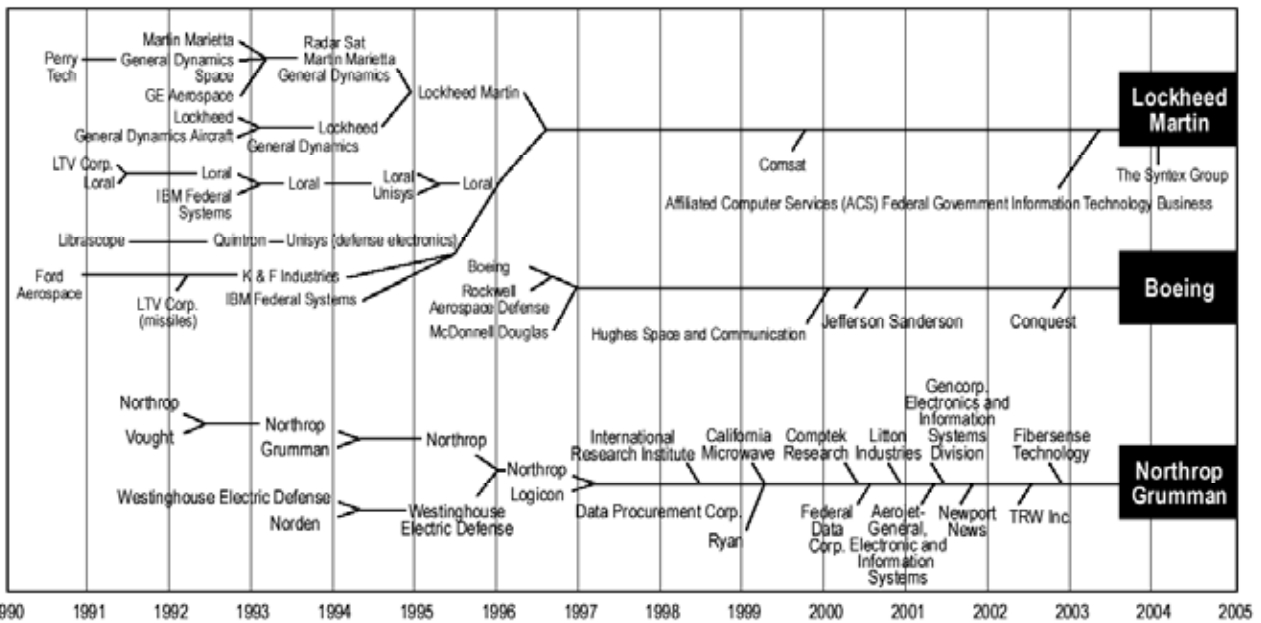 Martin Marietta
Perry
Tech
General Dynamics
Space
GE Aerospace
Radar Sat
Martin Marietta
General Dynamics
Lockheed
General Dynamics Aircraft
Lockheed
General Dynamics
Lockheed Martin
Lockheed
Martin
LTV Corp.
Loral
Loral
IBM Federal
Systems
Loral
Loral
Unisys
Loral
Comsat
The Syntex Group
Affiliated Computer Services (ACS) Federal Government Information Technology Business
Librascope
Quintron
Unisys (defense electronics)
Ford
Aerospace
K & F Industries
IBM Federal Systems
LTV Corp.
(missiles)
Boeing
Rockwell
Aerospace Defense
McDonnell Douglas
Hughes Space and Communication
Jefferson Sanderson
Conquest
Boeing
Northrop
Vought
Northrop
Grumman
Northrop
Westinghouse Electric Defense
Norden
Westinghouse
Electric Defense
Northrop
Logicon
International
Research Institute
Data Procurement Corp.
California
Microwave
Ryan
Comptek
Research
Federal
Data
Corp.
Litton
Industries
Aerojet-
General,
Electronic and
Information
Systems
Gencorp.
Electronics and
Information
Systems
Division
Newport
News
Fibersense
Technology
TRW Inc.
Northrop
Grumman
990 1991 1992 1993 1994 1995 1996 1997 1998 1999 2000 2001 2002 2003 2004 2005